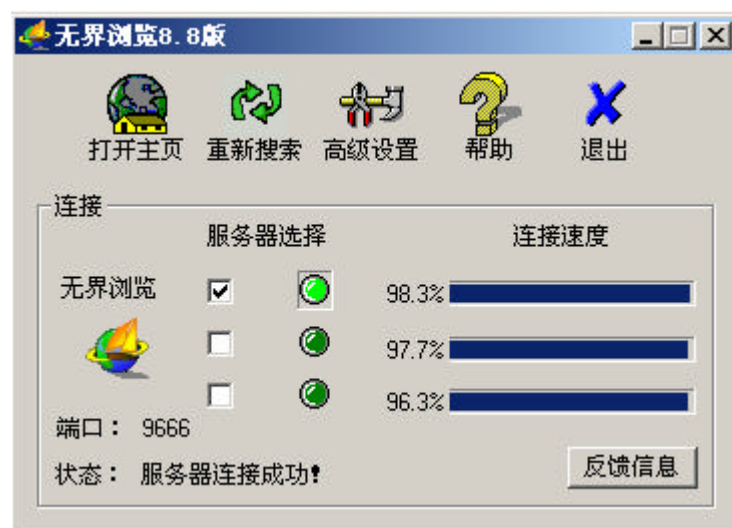 无界浏览8.8版
打开主页 重新搜索 高级设置 帮助 退出
连接
服务器选择 连接速度
无界浏览 98.3%
97.7%
96.3%
端口： 9666
状态： 服务器连接成功！
反馈信息